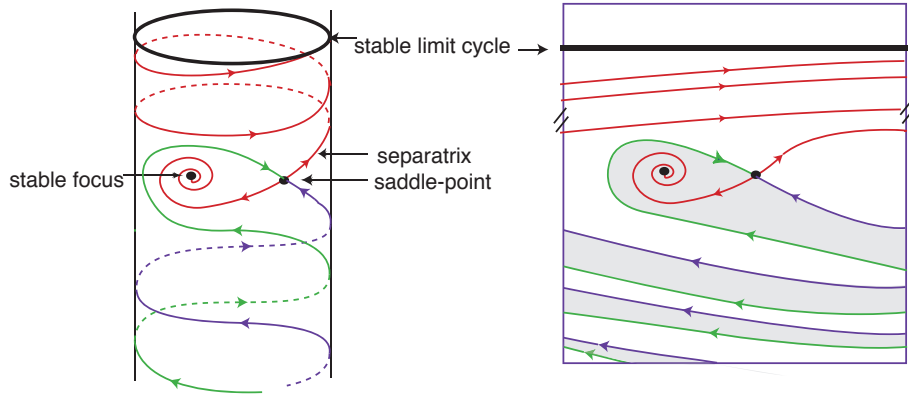 stable limit cycle
separatrix
stable focus
saddle-point